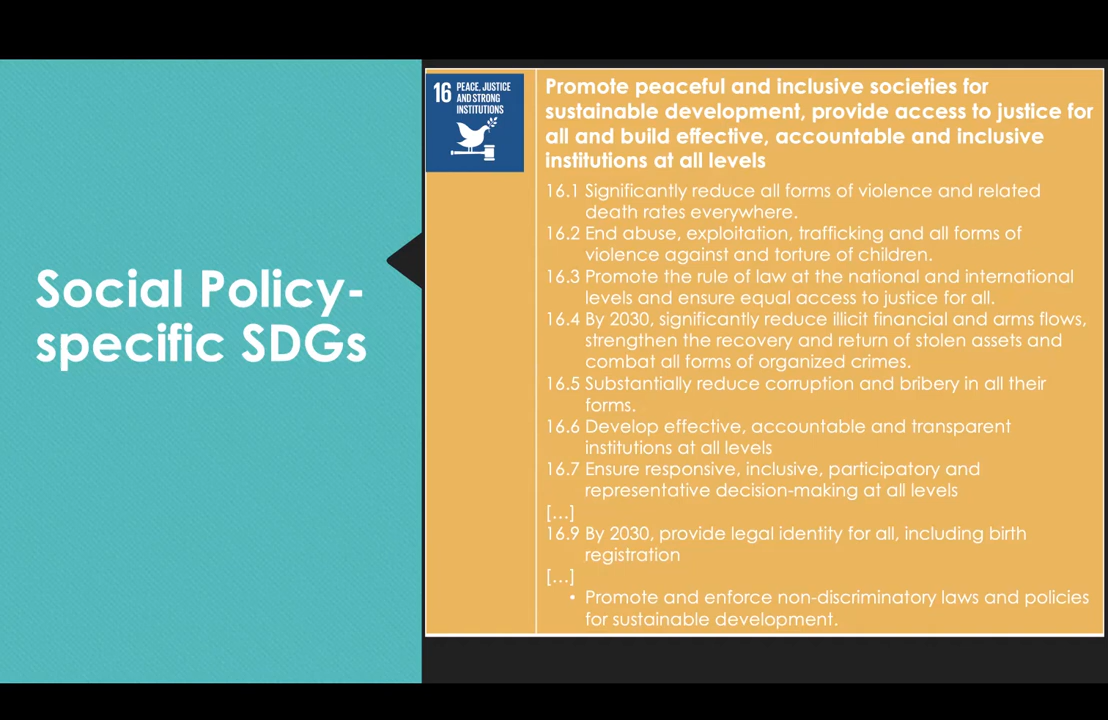 Social Policy-
specific SDGs
16 PEACE, JUSTICE
AND STRONG
INSTITUTIONS
Promote peaceful and inclusive societies for
sustainable development, provide access to justice for
all and build effective, accountable and inclusive
institutions at all levels
16.1 Significantly reduce all forms of violence and related
death rates everywhere.
16.2 End abuse, exploitation, trafficking and all forms of
violence against and torture of children.
16.3 Promote the rule of law at the national and international
levels and ensure equal access to justice for all.
16.4 By 2030, significantly reduce illicit financial and arms flows,
strengthen the recovery and return of stolen assets and
combat all forms of organized crimes.
16.5 Substantially reduce corruption and bribery in all their
forms.
16.6 Develop effective, accountable and transparent
institutions at all levels
16.7 Ensure responsive, inclusive, participatory and
representative decision-making at all levels
[...]
16.9 By 2030, provide legal identity for all, including birth
registration
[...]
• Promote and enforce non-discriminatory laws and policies
for sustainable development.